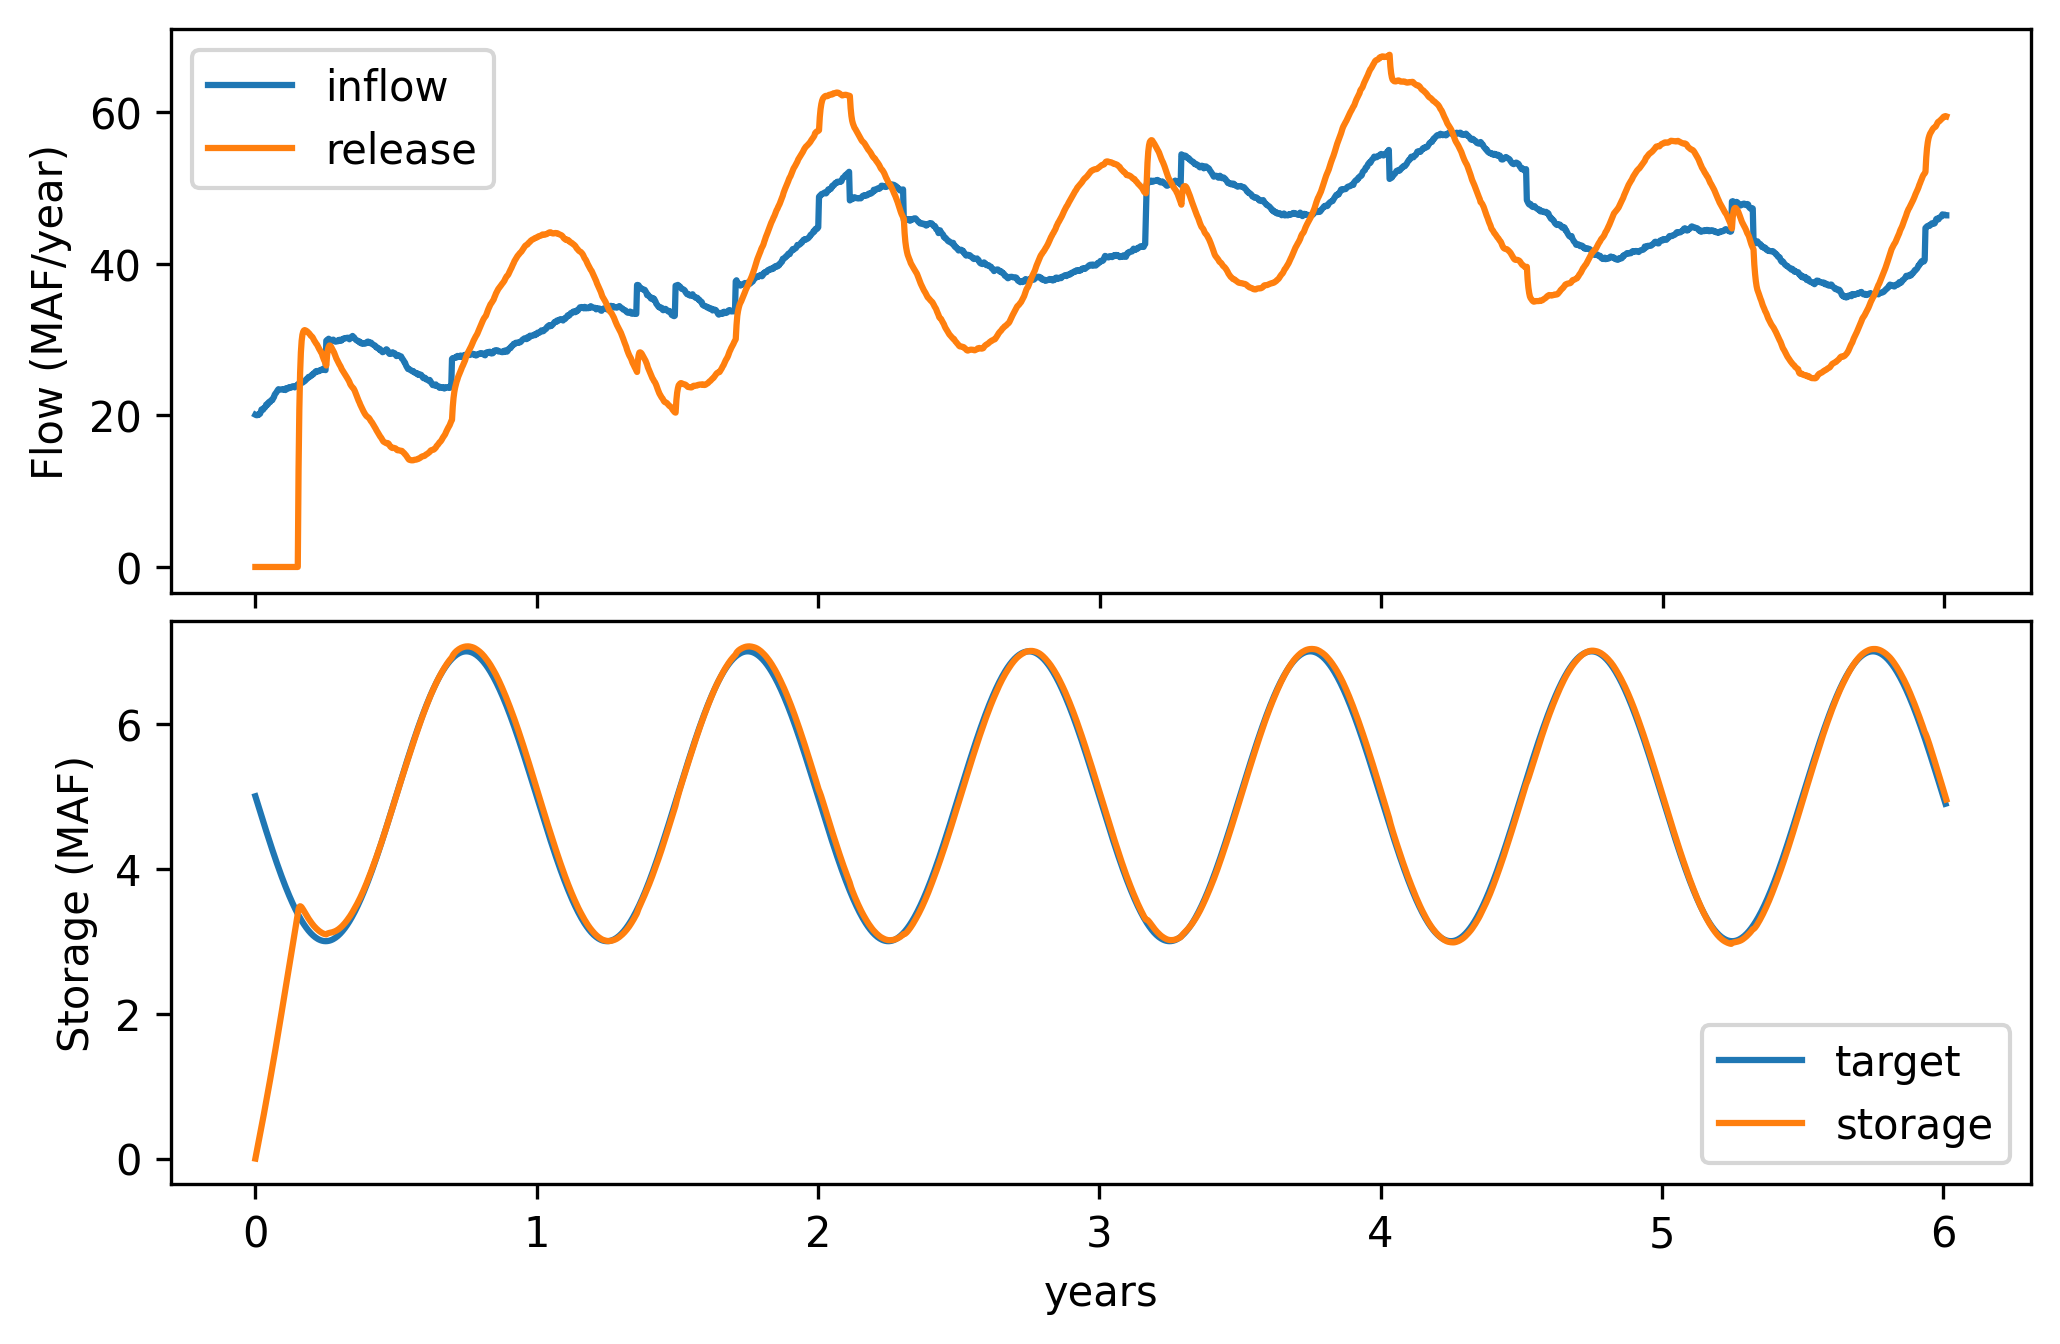 Flow (MAF/year)
60
40
20
0
inflow
release
Storage (MAF)
6
4
2
0
target
storage
0 1 2 3 4 5 6
years